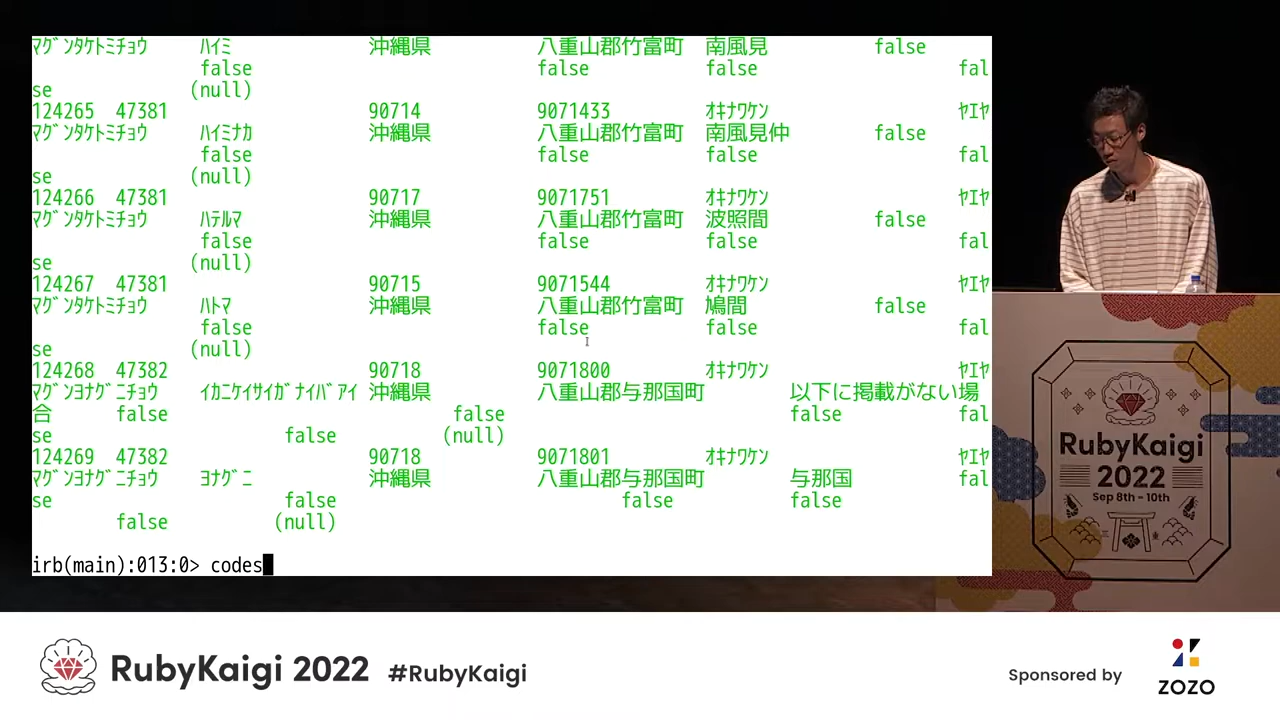 ﾏｸﾞﾝﾀｹﾄﾐﾁｮｳ ﾊｲﾐ 沖縄県 八重山郡竹富町 南風見 false
false false false fal
se (null)
124265 47381 90714 9071433 ｵｷﾅﾜｹﾝ ﾔｴﾔ
ﾏｸﾞﾝﾀｹﾄﾐﾁｮｳ ﾊｲﾐﾅｶ 沖縄県 八重山郡竹富町 南風見仲 false
false false false fal
se (null)
124266 47381 90717 9071751 ｵｷﾅﾜｹﾝ ﾔｴﾔ
ﾏｸﾞﾝﾀｹﾄﾐﾁｮｳ ﾊﾃﾙﾏ 沖縄県 八重山郡竹富町 波照間 false
false false false fal
se (null)
124267 47381 90715 9071544 ｵｷﾅﾜｹﾝ ﾔｴﾔ
ﾏｸﾞﾝﾀｹﾄﾐﾁｮｳ ﾊﾄﾏ 沖縄県 八重山郡竹富町 鳩間 false
false false false fal
se (null)
124268 47382 90718 9071800 ｵｷﾅﾜｹﾝ ﾔｴﾔ
ﾏｸﾞﾝﾖﾅｸﾞﾆﾁｮｳ ｲｶﾆｹｲｻｲｶﾞﾅｲﾊﾞｱｲ 沖縄県 八重山郡与那国町 以下に掲載がない場
合 false false false fal
se false (null)
124269 47382 90718 9071801 ｵｷﾅﾜｹﾝ ﾔｴﾔ
ﾏｸﾞﾝﾖﾅｸﾞﾆﾁｮｳ ﾖﾅｸﾞﾆ 沖縄県 八重山郡与那国町 与那国 fal
se false false false
false (null)
irb(main):013:0> codes
RubyKaigi
2022
Sep 8th - 10th
RubyKaigi 2022 #RubyKaigi
Sponsored by
ZOZO